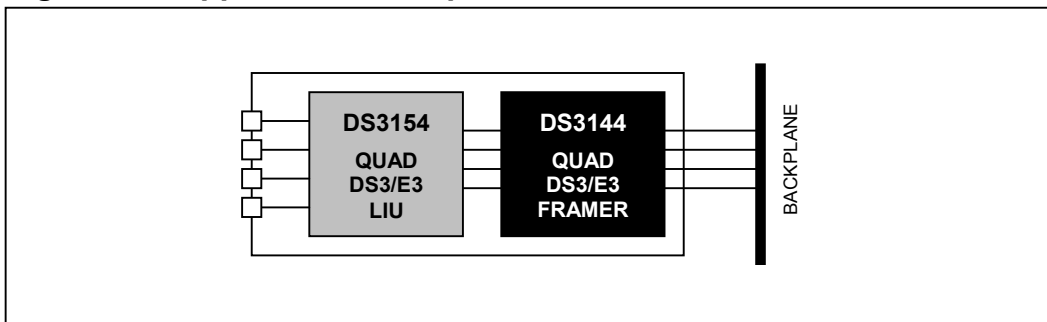 DS3154
QUAD
DS3/E3
LIU
DS3144
QUAD
DS3/E3
FRAMER
BACKPLANE